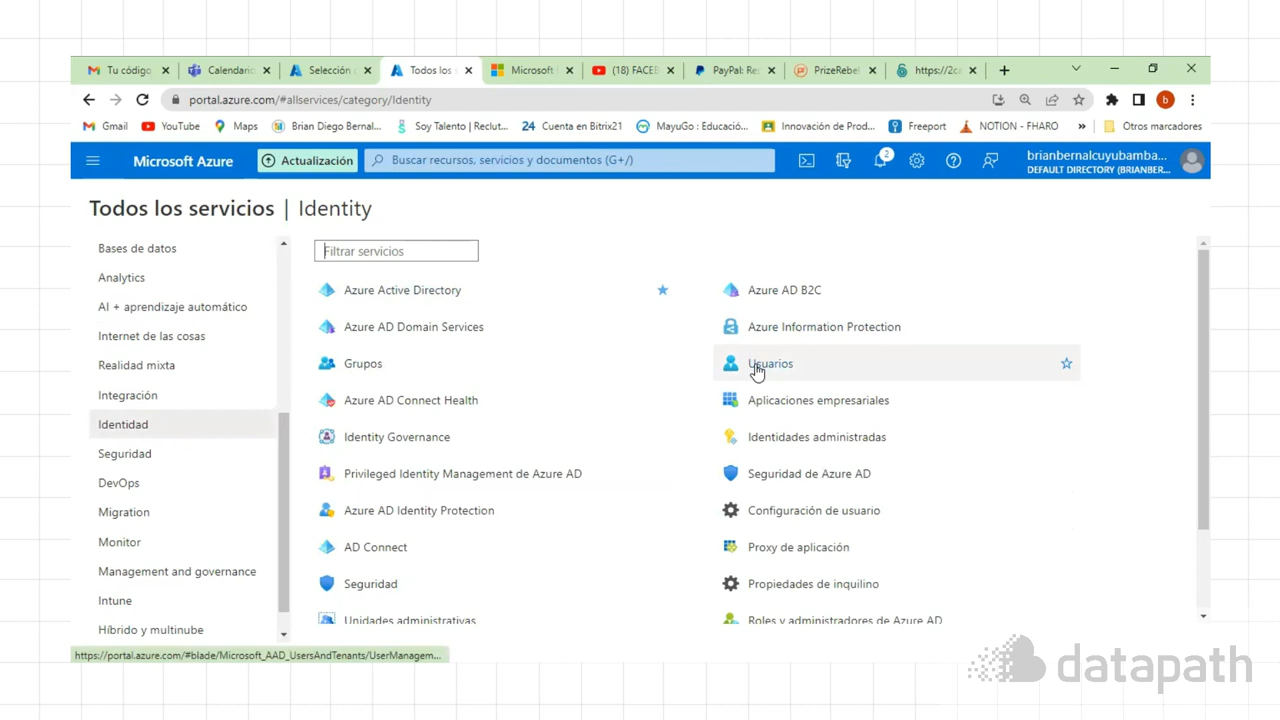 Tu código
Calendario
Selección
Todos los
Microsoft
(18) FACEB
PayPal: Re
PrizeRebel
https://2ca
portal.azure.com/#allservices/category/Identity
Gmail
YouTube
Maps
Brian Diego Bernal...
Soy Talento | Recluta...
24 Cuenta en Bitrix21
MayuGo : Educació...
Innovación de Prod...
Freeport
NOTION - FHARO
»
Otros marcadores
Microsoft Azure
Actualización
Buscar recursos, servicios y documentos (G+/)
2
brianbernalcuyubamba...
DEFAULT DIRECTORY (BRIANBER...
Todos los servicios | Identity
Bases de datos
Analytics
AI + aprendizaje automático
Internet de las cosas
Realidad mixta
Integración
Identidad
Seguridad
DevOps
Migration
Monitor
Management and governance
Intune
Híbrido y multinube
Filtrar servicios
Azure Active Directory
Azure AD B2C
Azure AD Domain Services
Azure Information Protection
Grupos
Usuarios
Azure AD Connect Health
Aplicaciones empresariales
Identity Governance
Identidades administradas
Privileged Identity Management de Azure AD
Seguridad de Azure AD
Azure AD Identity Protection
Configuración de usuario
AD Connect
Proxy de aplicación
Seguridad
Propiedades de inquilino
Unidades administrativas
Roles y administradores de Azure AD
https://portal.azure.com/#blade/Microsoft_AAD_UsersAndTenants/UserManagem...
datapath